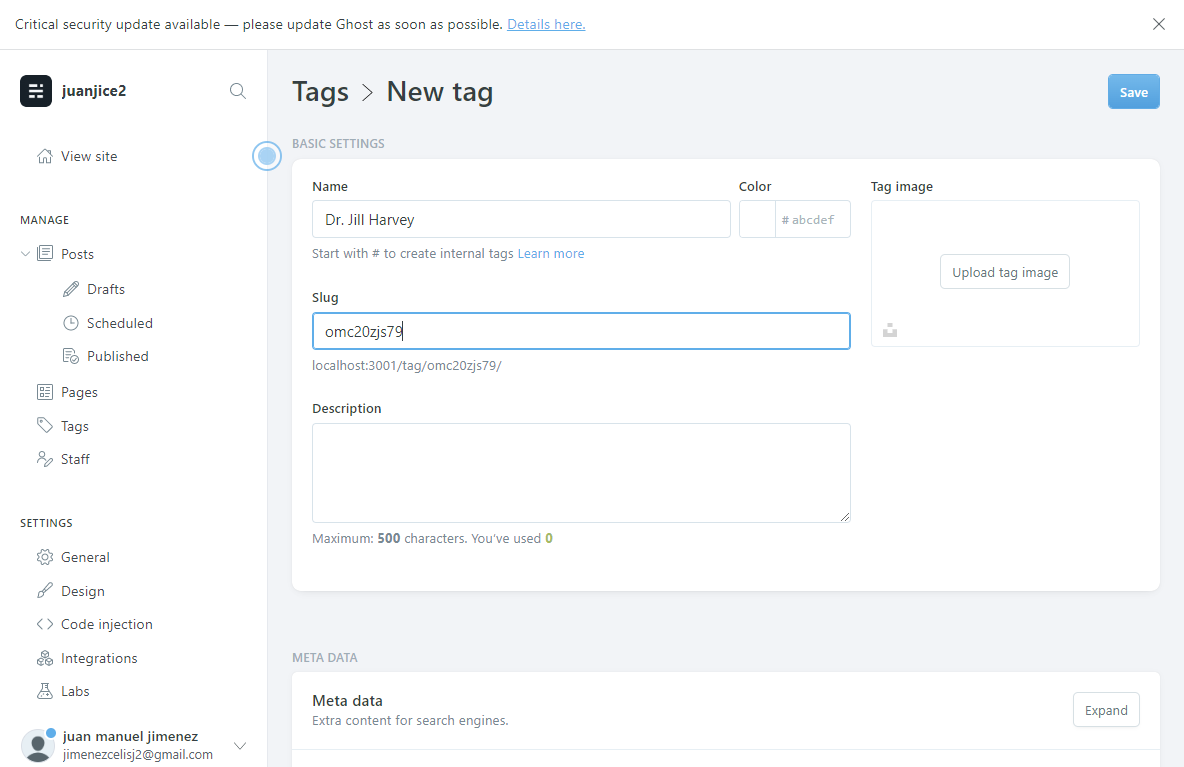 Critical security update available — please update Ghost as soon as possible. Details here.
juanjice2
View site
MANAGE
Posts
Drafts
Scheduled
Published
Pages
Tags
Staff
SETTINGS
General
Design
Code injection
Integrations
Labs
juan manuel jimenez
jimenezcelisj2@gmail.com
Tags > New tag
Save
BASIC SETTINGS
Name
Dr. Jill Harvey
Start with # to create internal tags Learn more
Color
# abcdef
Slug
omc20zjs79
localhost:3001/tag/omc20zjs79/
Description
Maximum: 500 characters. You've used 0
Tag image
Upload tag image
META DATA
Meta data
Extra content for search engines.
Expand